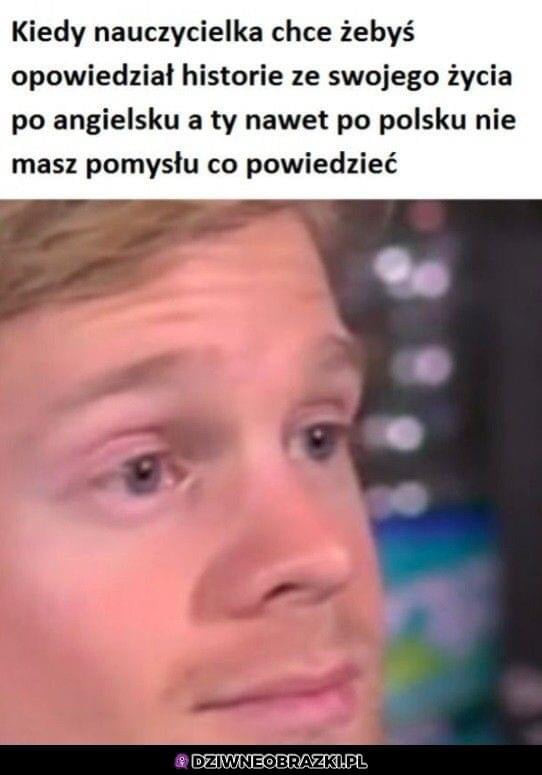 Kiedy nauczycielka chce żebyś
opowiedział historie ze swojego życia
po angielsku a ty nawet po polsku nie
masz pomysłu co powiedzieć
DZIWNEOBRAZKI.PL